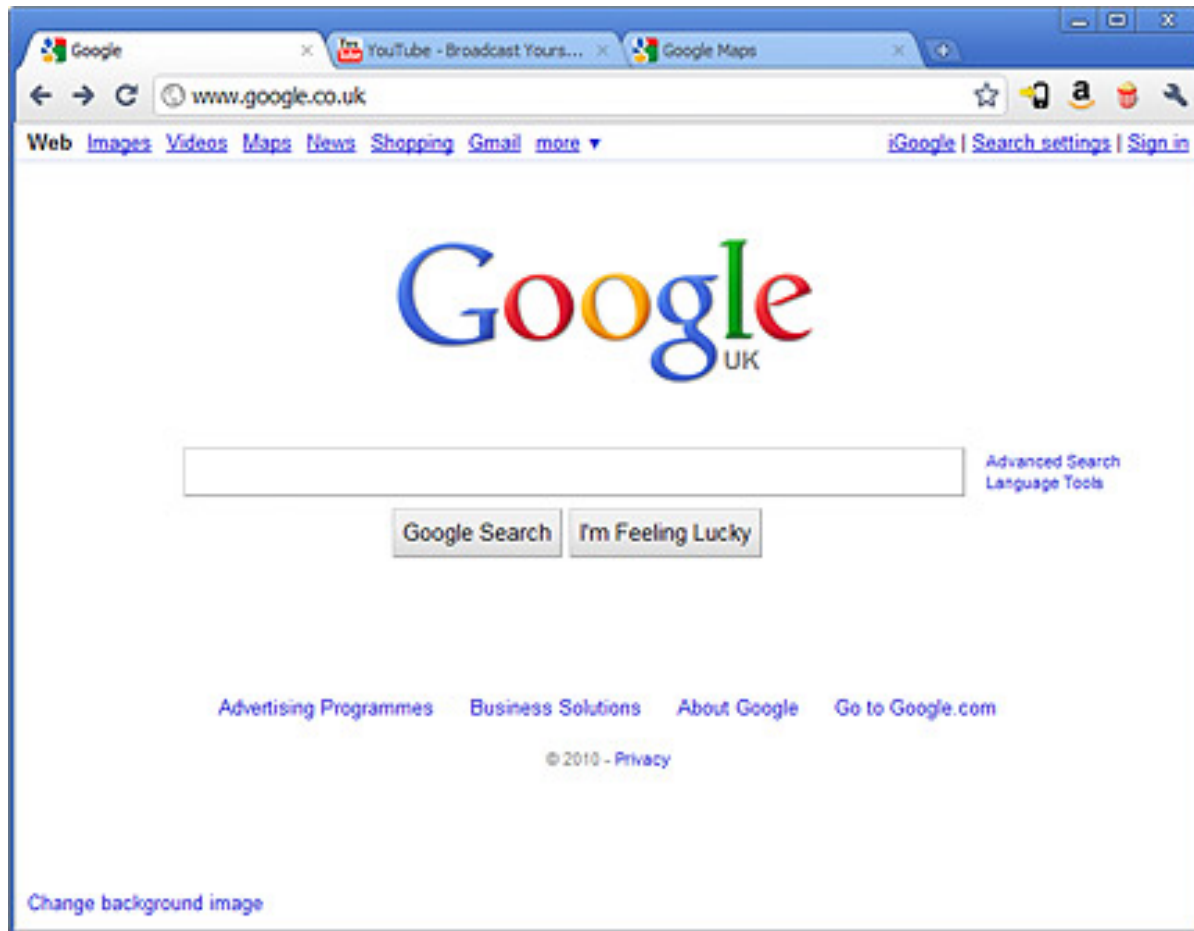 Google YouTube - Broadcast Yours... Google Maps
www.google.co.uk
Web Images Videos Maps News Shopping Gmail more ▼ iGoogle | Search settings | Sign in
Google
UK
Advanced Search
Language Tools
Google Search I'm Feeling Lucky
Advertising Programmes Business Solutions About Google Go to Google.com
© 2010 - Privacy
Change background image